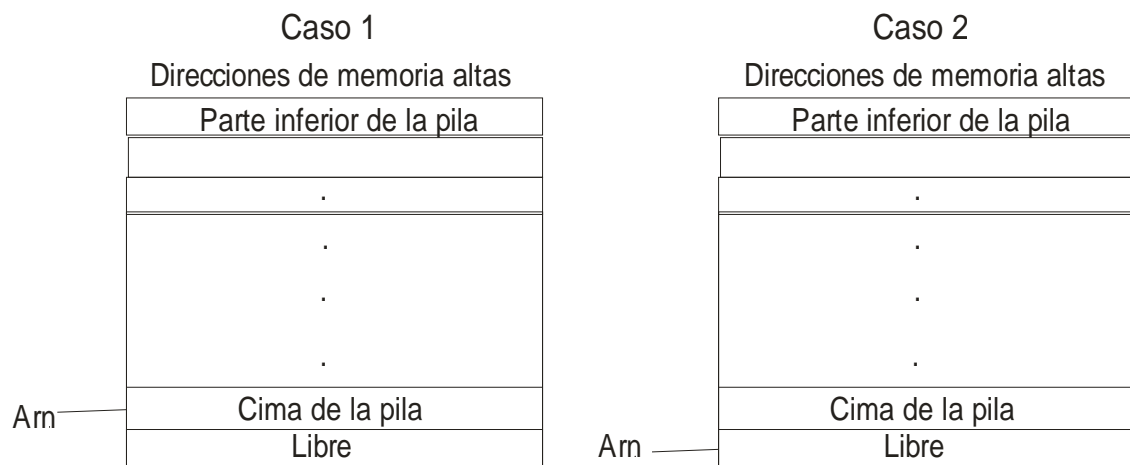 Caso 1
Direcciones de memoria altas
Parte inferior de la pila
.
.
.
.
Arn
Cima de la pila
Libre
Caso 2
Direcciones de memoria altas
Parte inferior de la pila
.
.
.
.
Cima de la pila
Arn
Libre